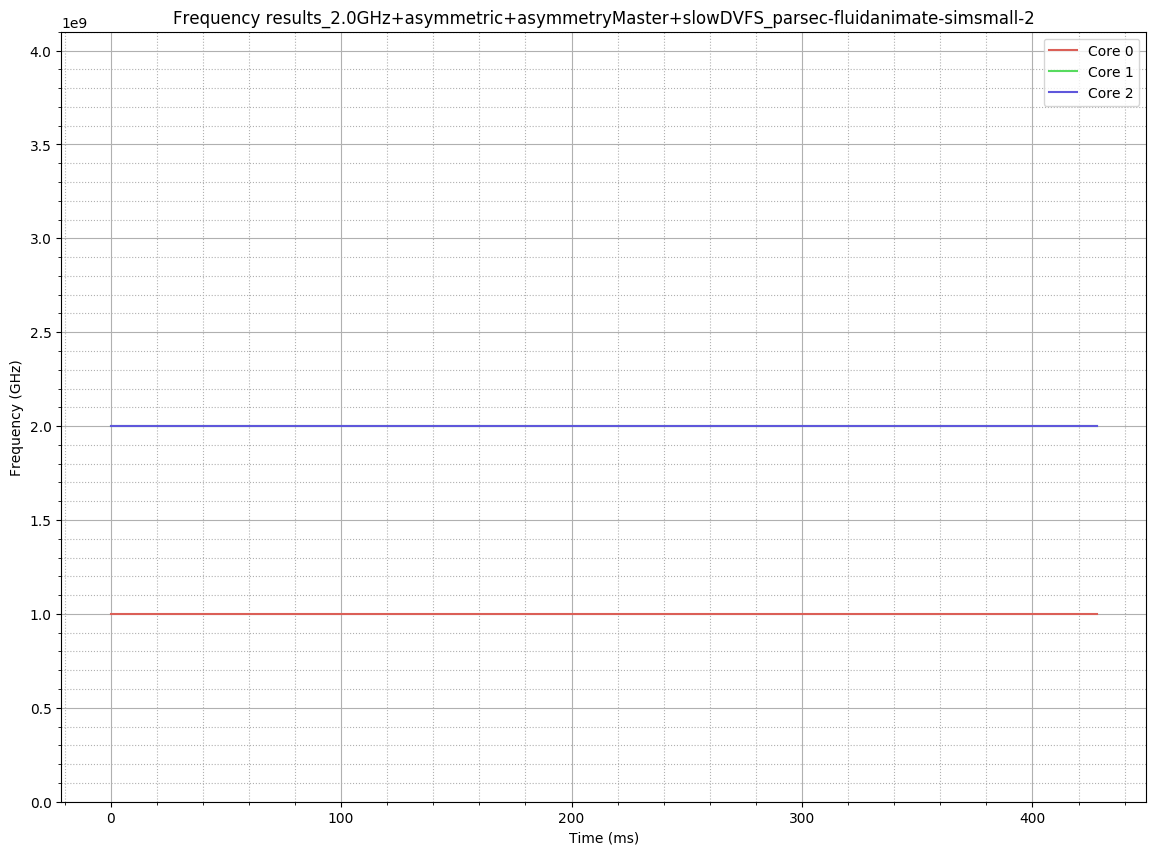 Frequency results_2.0GHz+asymmetric+asymmetryMaster+slowDVFS_parsec-fluidanimate-simsmall-2
1e9
Core 0
Core 1
Core 2
4.0
3.5
3.0
2.5
2.0
1.5
1.0
0.5
0.0
Frequency (GHz)
0 100 200 300 400
Time (ms)